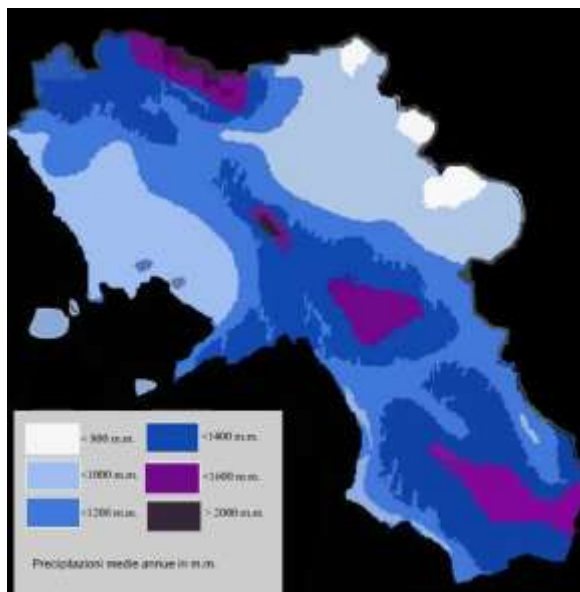 < 800 m.m.
<1400 m.m.
<1000 m.m.
<1600 m.m.
<1200 m.m.
> 2000 m.m.
Precipitazioni medie annue in m.m.